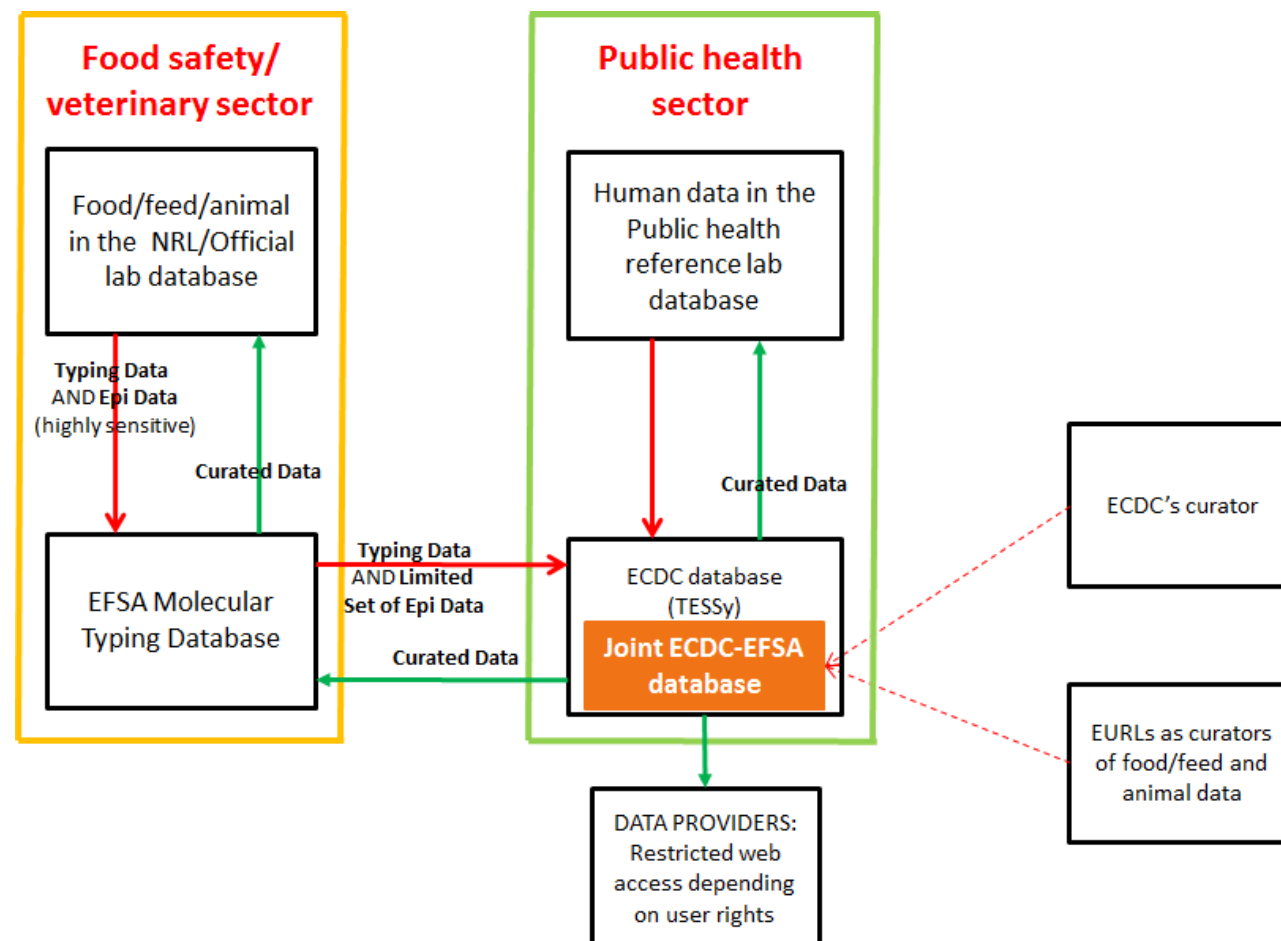 Food safety/
veterinary sector
Food/feed/animal
in the NRL/Official
lab database
Typing Data
AND Epi Data
(highly sensitive)
Curated Data
EFSA Molecular
Typing Database
Typing Data
AND Limited
Set of Epi Data
Curated Data
Public health
sector
Human data in the
Public health
reference lab
database
Curated Data
ECDC database
(TESSy)
Joint ECDC-EFSA
database
DATA PROVIDERS:
Restricted web
access depending
on user rights
ECDC’s curator
EURLs as curators
of food/feed and
animal data